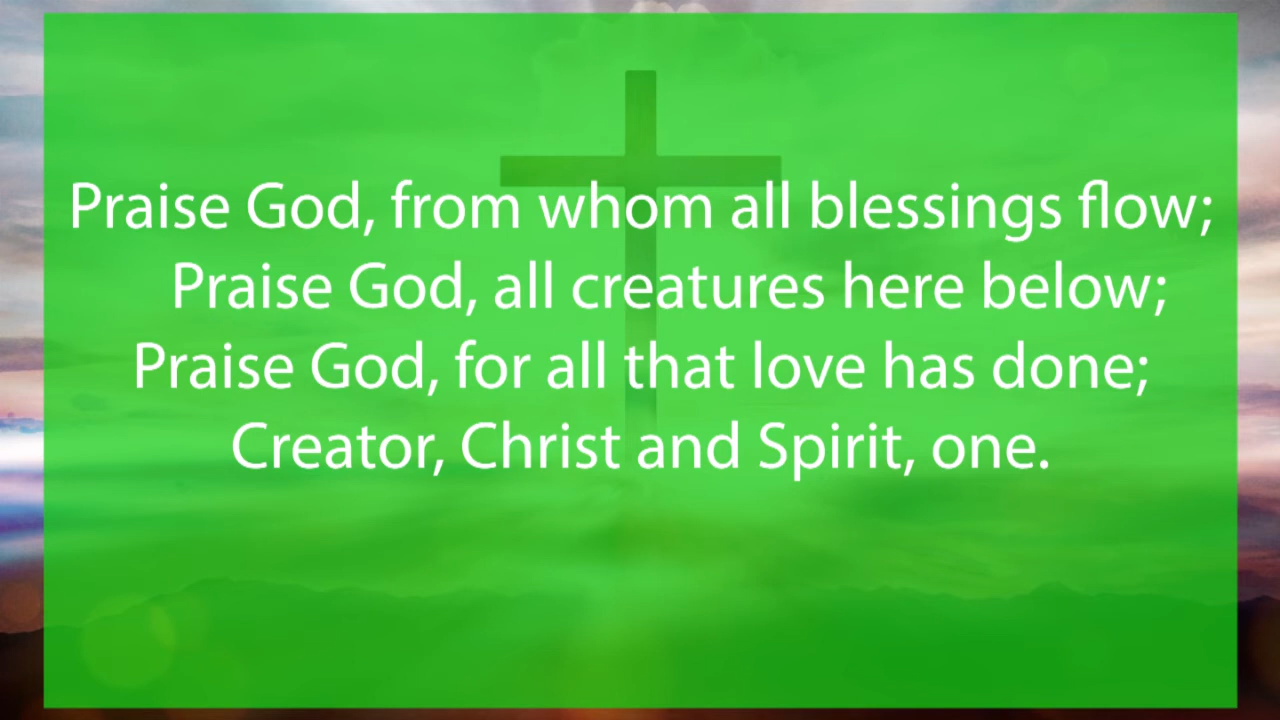 Praise God, from whom all blessings flow;
Praise God, all creatures here below;
Praise God, for all that love has done;
Creator, Christ and Spirit, one.